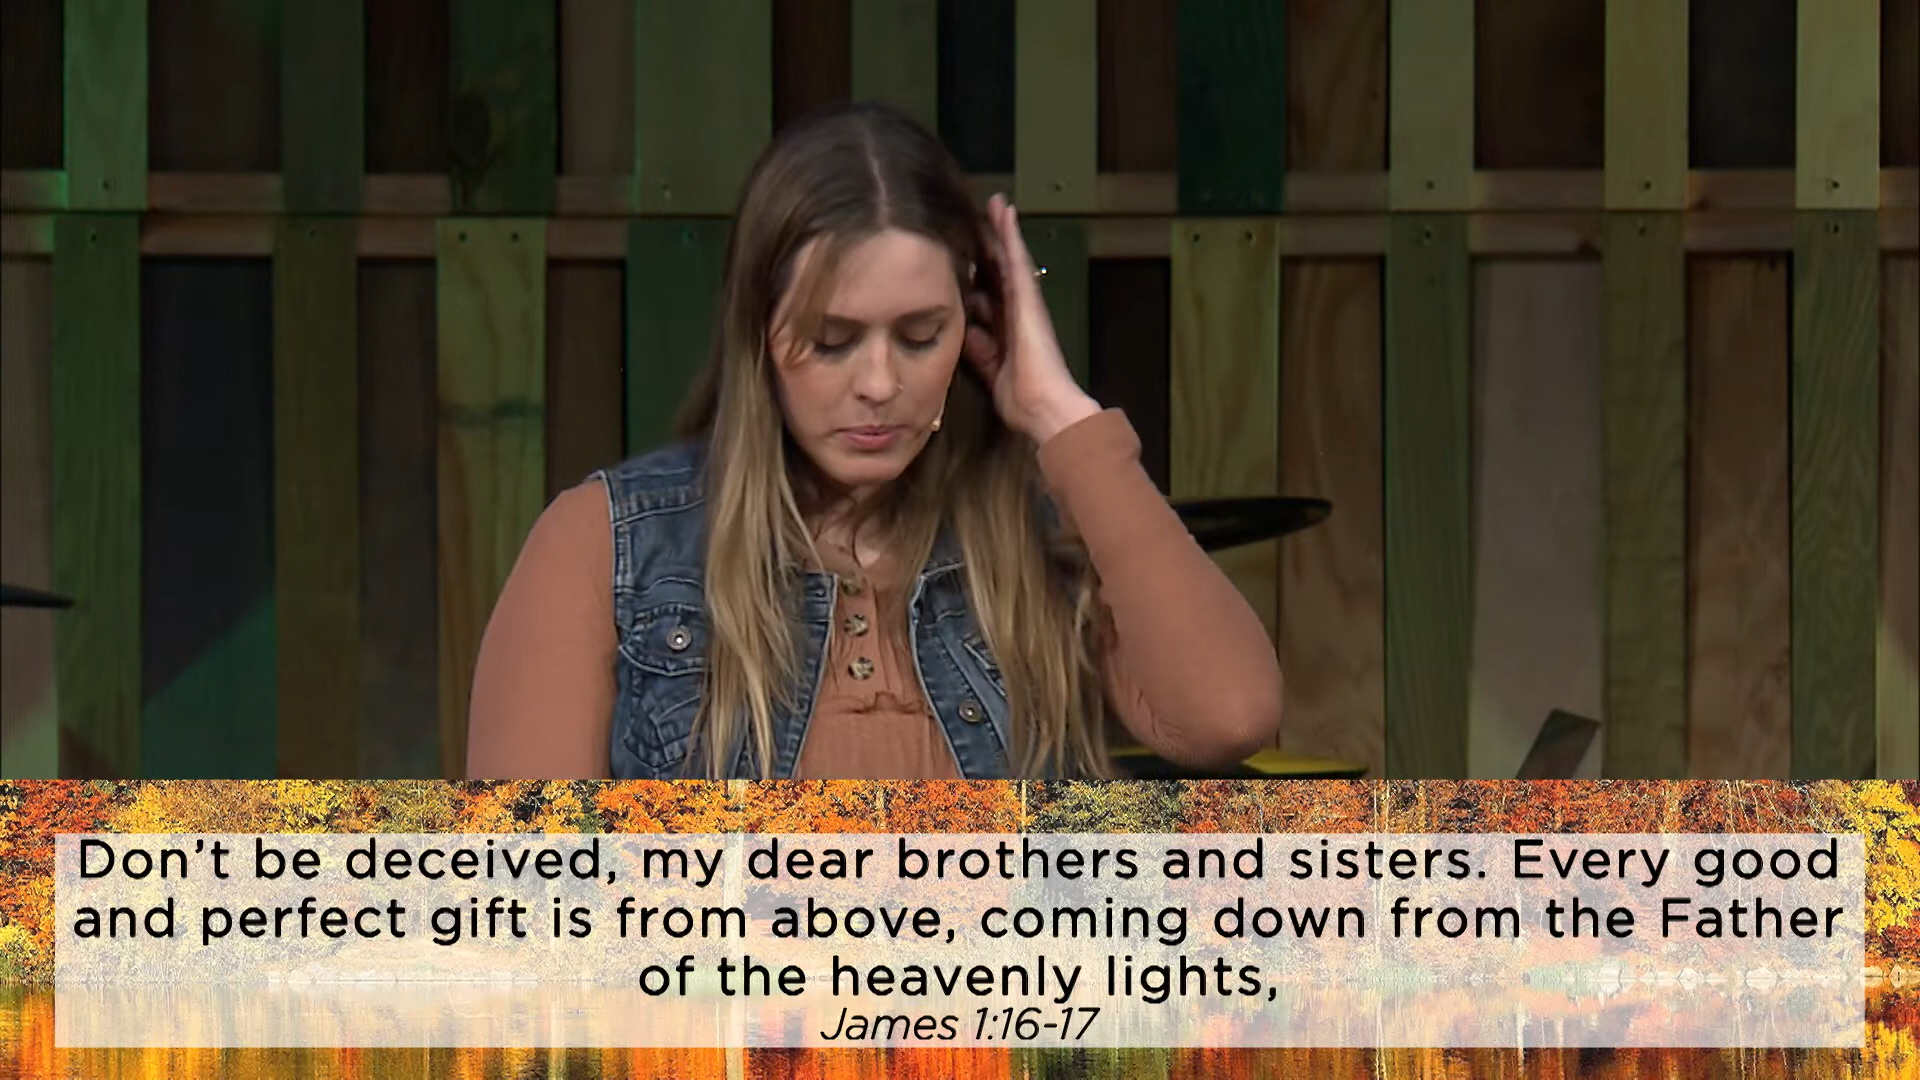 Don’t be deceived, my dear brothers and sisters. Every good
and perfect gift is from above, coming down from the Father
of the heavenly lights,
James 1:16-17